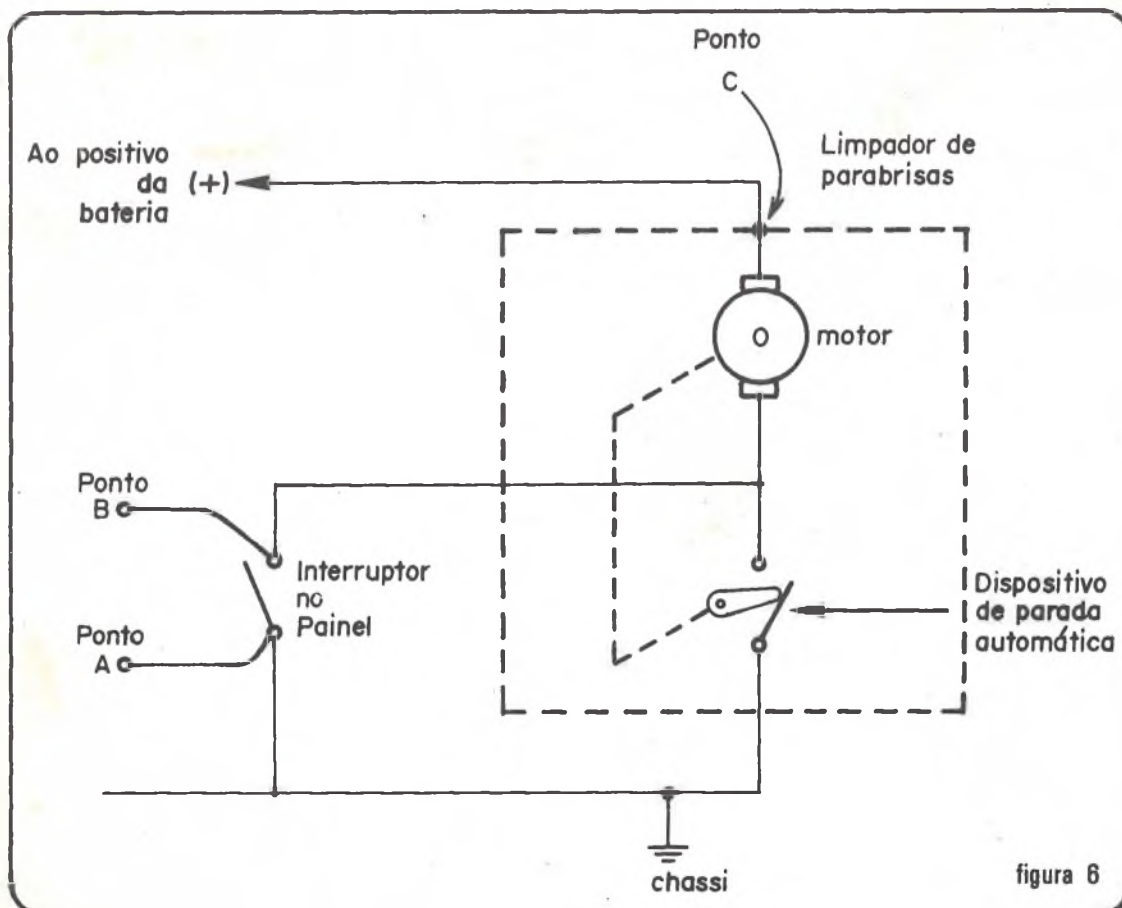 Ponto
C
Ao positivo
da (+)
bateria
Limpador de
parabrisas
motor
Ponto
B
Interruptor
no
Painel
Ponto
A
Dispositivo
de parada
automática
chassi
figura 6